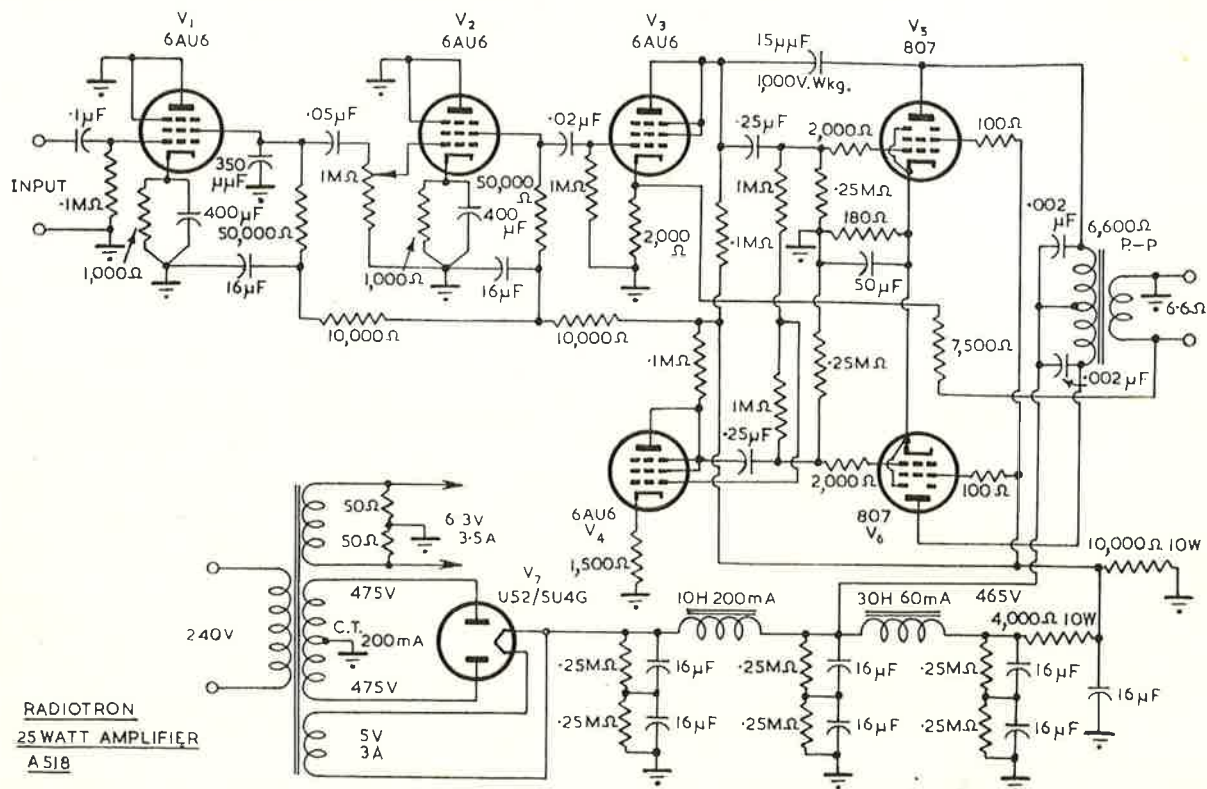 V1
6AU6
V2
6AU6
V3
6AU6
15μμF
1,000V. Wkg.
V5
807
·1μF
·05μF
·02μF
·25μF
2,000Ω
100Ω
INPUT
·1MΩ
350
μμF
1MΩ
50,000Ω
1MΩ
1MΩ
·25MΩ
·002
μF
6,600Ω
P.-P
400μF
50,000Ω
400
μF
2,000
Ω
·1MΩ
180Ω
50μF
6·6Ω
1,000Ω
16μF
1,000Ω
16μF
10,000Ω
10,000Ω
7,500Ω
·002μF
·1MΩ
·25MΩ
1MΩ
·25μF
2,000Ω
100Ω
50Ω
50Ω
6 3V
3·5A
6AU6
V4
1,500Ω
807
V6
10,000Ω 10W
240V
475V
C.T.
200mA
475V
V7
U52/5U4G
10H 200mA
465V
30H 60mA
4,000Ω 10W
·25MΩ
16μF
·25MΩ
16μF
·25MΩ
16μF
16μF
·25MΩ
16μF
·25MΩ
16μF
·25MΩ
16μF
5V
3A
RADIOTRON
25 WATT AMPLIFIER
A518